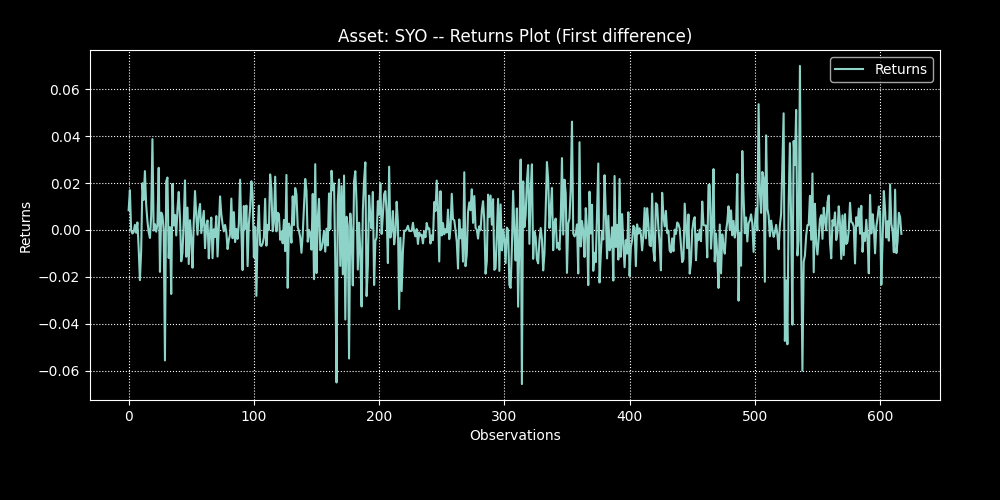 Asset: SYO -- Returns Plot (First difference)
Returns
0.06
0.04
0.02
0.00
−0.02
−0.04
−0.06
Returns
0 100 200 300 400 500 600
Observations